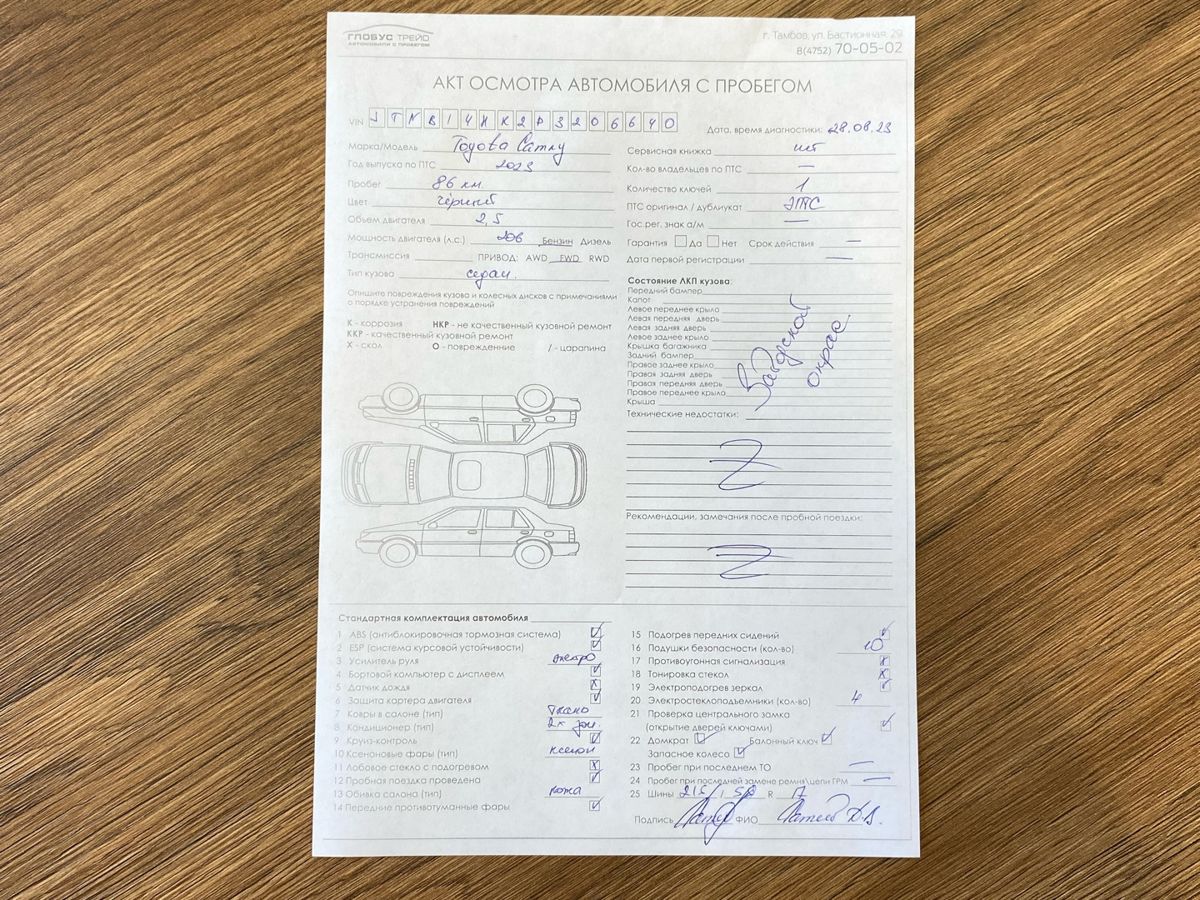 ГЛОБУС ТРЕЙД
АВТОМОБИЛИ С ПРОБЕГОМ
г. Тамбов, ул. Бастионная, 29
8(4752) 70-05-02
АКТ ОСМОТРА АВТОМОБИЛЯ С ПРОБЕГОМ
VIN JTNB14HK2P3206640
Дата, время диагностики: 28.08.23
Марка/Модель Toyota Camry
Год выпуска по ПТС 2023
Пробег 86 км
Цвет чёрный
Объем двигателя 2,5
Мощность двигателя (л.с.) 206 Бензин Дизель
Трансмиссия ПРИВОД: AWD FWD RWD
Тип кузова седан.
Опишите повреждения кузова и колесных дисков с примечаниями
о порядке устранения повреждений
К - коррозия НКР - не качественный кузовной ремонт
ККР - качественный кузовной ремонт
Х - скол О - повреждение / - царапина
Сервисная книжка нет
Кол-во владельцев по ПТС —
Количество ключей 1
ПТС оригинал / дубликат ЭПТС
Гос.рег. знак а/м —
Гарантия Да Нет Срок действия —
Дата первой регистрации —
Состояние ЛКП кузова:
Передний бампер
Капот
Левое переднее крыло
Левая передняя дверь
Левая задняя дверь
Левое заднее крыло
Крышка багажника
Задний бампер
Правое заднее крыло
Правая задняя дверь
Правая передняя дверь
Правое переднее крыло
Крыша
Заводской
окрас
Технические недостатки: Z
Рекомендации, замечания после пробной поездки:
Z
Стандартная комплектация автомобиля
1 ABS (антиблокировочная тормозная система)
2 ESP (система курсовой устойчивости)
3 Усилитель руля электро
4 Бортовой компьютер с дисплеем
5 Датчик дождя
6 Защита картера двигателя
7 Ковры в салоне (тип) Ткань
8 Кондиционер (тип) 2х зон.
9 Круиз-контроль
10 Ксеноновые фары (тип) ксенон
11 Лобовое стекло с подогревом
12 Пробная поездка проведена
13 Обивка салона (тип) кожа
14 Передние противотуманные фары
15 Подогрев передних сидений
16 Подушки безопасности (кол-во) 10
17 Противоугонная сигнализация
18 Тонировка стекол
19 Электроподогрев зеркал
20 Электростеклоподъемники (кол-во) 4
21 Проверка центрального замка
(открытие дверей ключами)
22 Домкрат Балонный ключ
Запасное колесо
23 Пробег при последнем ТО —
24 Пробег при последней замене ремня\цепи ГРМ —
25 Шины 215 / 55 R 17
Подпись ФИО Д.В.